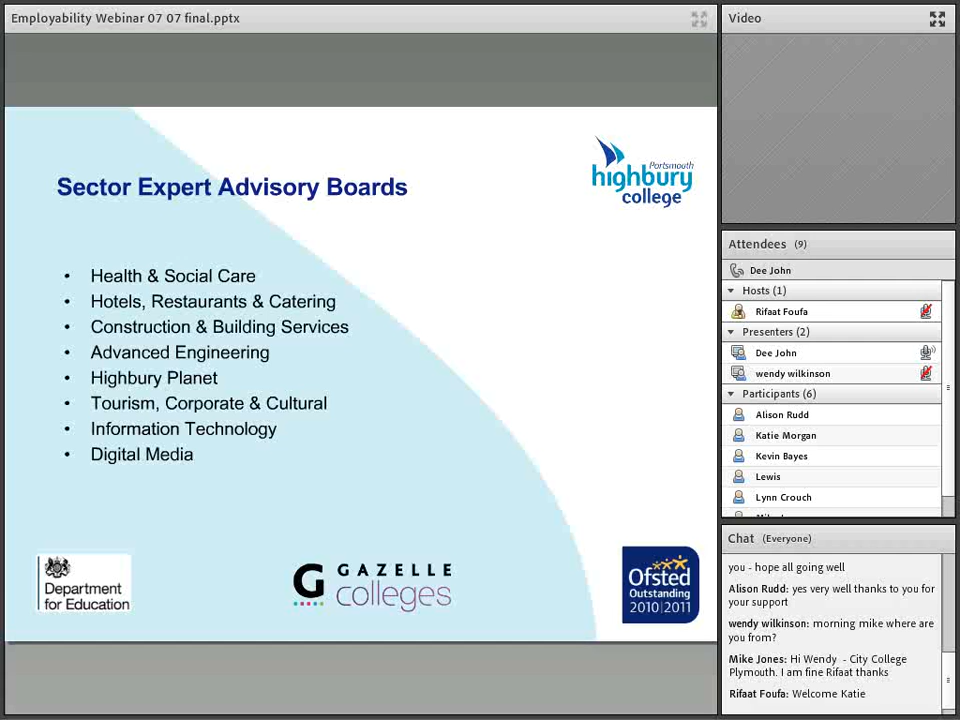 Employability Webinar 07 07 final.pptx
Portsmouth
highbury
college
Sector Expert Advisory Boards
• Health & Social Care
• Hotels, Restaurants & Catering
• Construction & Building Services
• Advanced Engineering
• Highbury Planet
• Tourism, Corporate & Cultural
• Information Technology
• Digital Media
Department
for Education
G GAZELLE
colleges
Ofsted
Outstanding
2010|2011
Video
Attendees (9)
Dee John
Hosts (1)
Rifaat Foufa
Presenters (2)
Dee John
wendy wilkinson
Participants (6)
Alison Rudd
Katie Morgan
Kevin Bayes
Lewis
Lynn Crouch
Chat (Everyone)
you - hope all going well
Alison Rudd: yes very well thanks to you for
your support
wendy wilkinson: morning mike where are
you from?
Mike Jones: Hi Wendy - City College
Plymouth. I am fine Rifaat thanks
Rifaat Foufa: Welcome Katie